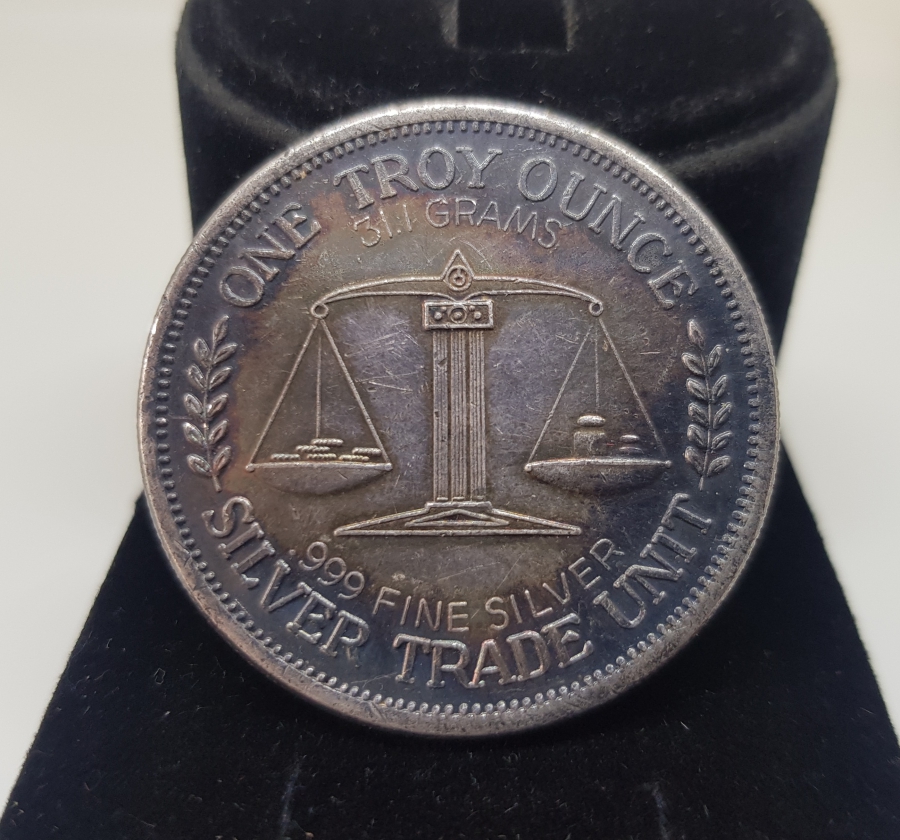 ONE TROY OUNCE
31.1 GRAMS
.999 FINE SILVER
SILVER TRADE UNIT